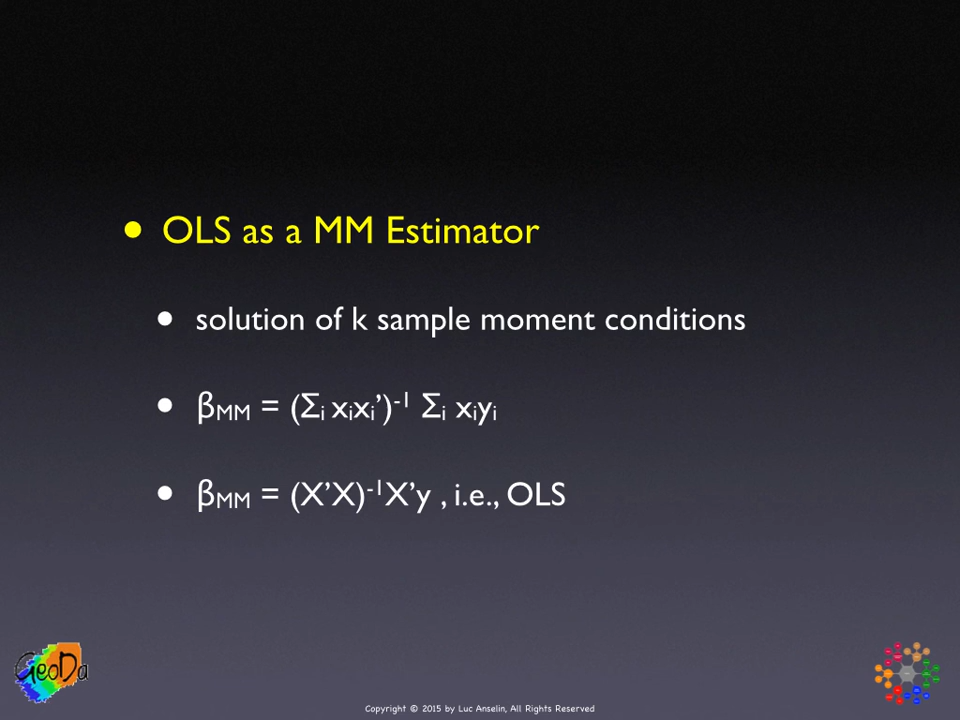 • OLS as a MM Estimator
• solution of k sample moment conditions
• βMM = (Σi xixi’)-1 Σi xiyi
• βMM = (X’X)-1X’y , i.e., OLS
GeoDa
Copyright © 2015 by Luc Anselin, All Rights Reserved